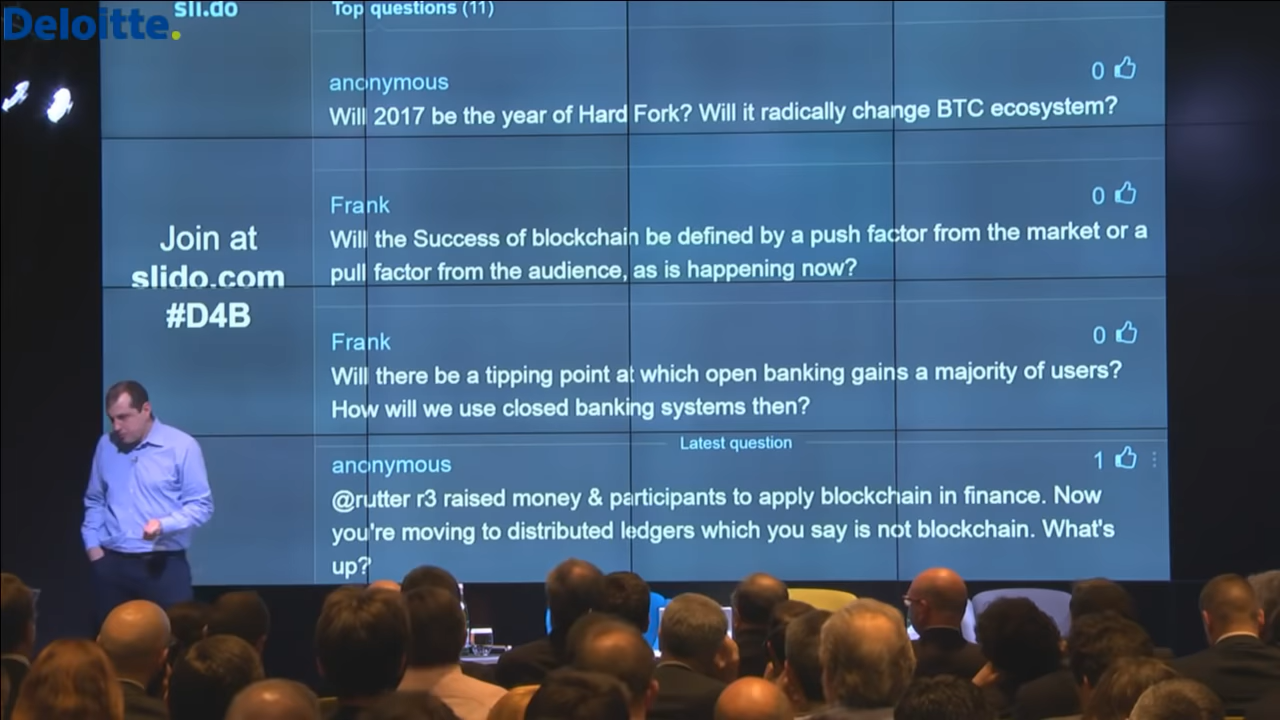 Deloitte.
sli.do
Top questions (11)
Join at
slido.com
#D4B
anonymous
0
Will 2017 be the year of Hard Fork? Will it radically change BTC ecosystem?
Frank
0
Will the Success of blockchain be defined by a push factor from the market or a
pull factor from the audience, as is happening now?
Frank
0
Will there be a tipping point at which open banking gains a majority of users?
How will we use closed banking systems then?
Latest question
anonymous
1
@rutter r3 raised money & participants to apply blockchain in finance. Now
you're moving to distributed ledgers which you say is not blockchain. What's
up?